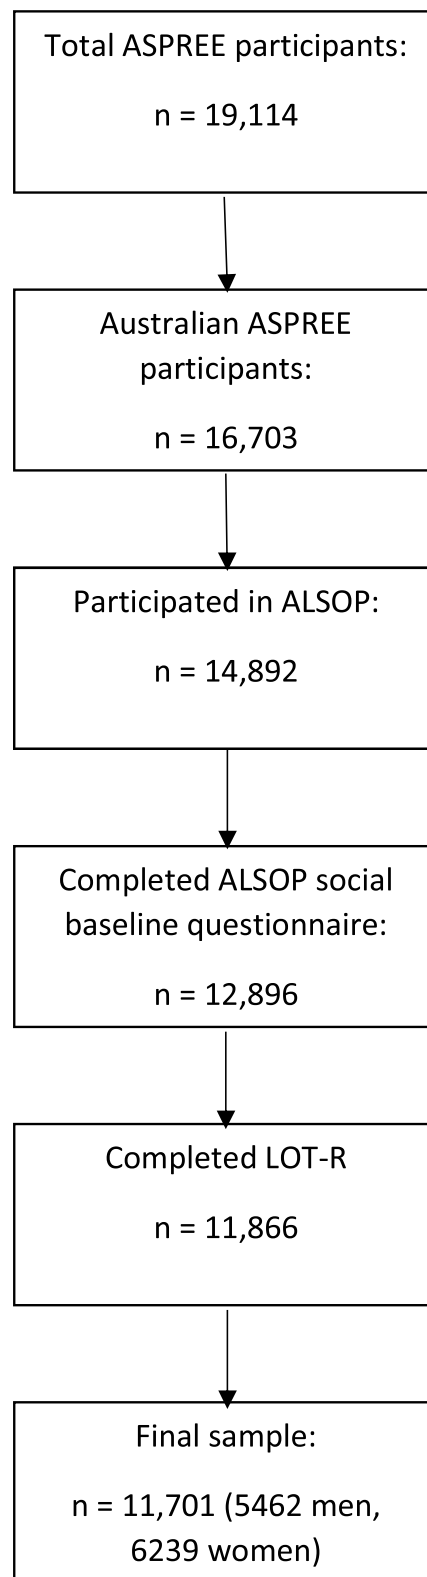 Total ASPREE participants:
n = 19,114
Australian ASPREE
participants:
n = 16,703
Participated in ALSOP:
n = 14,892
Completed ALSOP social
baseline questionnaire:
n = 12,896
Completed LOT-R
n = 11,866
Final sample:
n = 11,701 (5462 men,
6239 women)